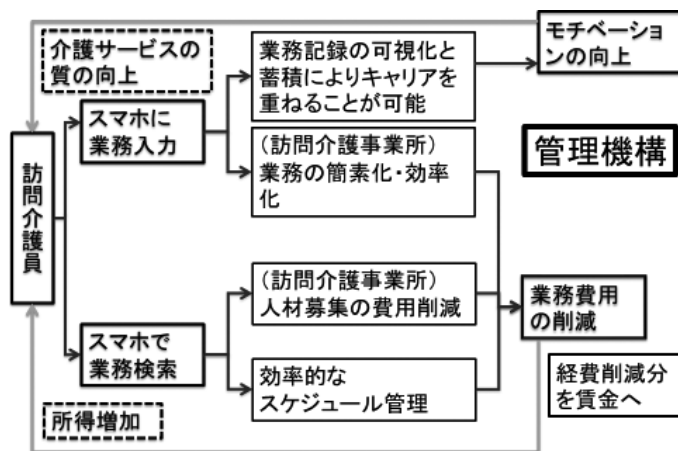 介護サービスの
質の向上
業務記録の可視化と
蓄積によりキャリアを
重ねることが可能
モチベーショ
ンの向上
スマホに
業務入力
(訪問介護事業所)
業務の簡素化・効率
化
管理機構
訪問介護員
(訪問介護事業所)
人材募集の費用削減
業務費用
の削減
スマホで
業務検索
効率的な
スケジュール管理
経費削減分
を賃金へ
所得増加